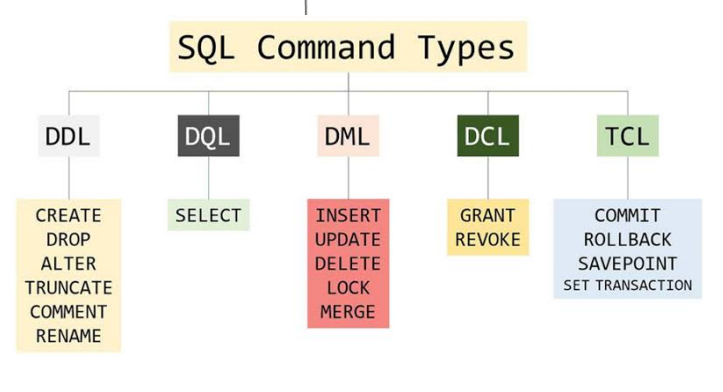 SQL Command Types
DDL
DQL
DML
DCL
TCL
CREATE
DROP
ALTER
TRUNCATE
COMMENT
RENAME
SELECT
INSERT
UPDATE
DELETE
LOCK
MERGE
GRANT
REVOKE
COMMIT
ROLLBACK
SAVEPOINT
SET TRANSACTION